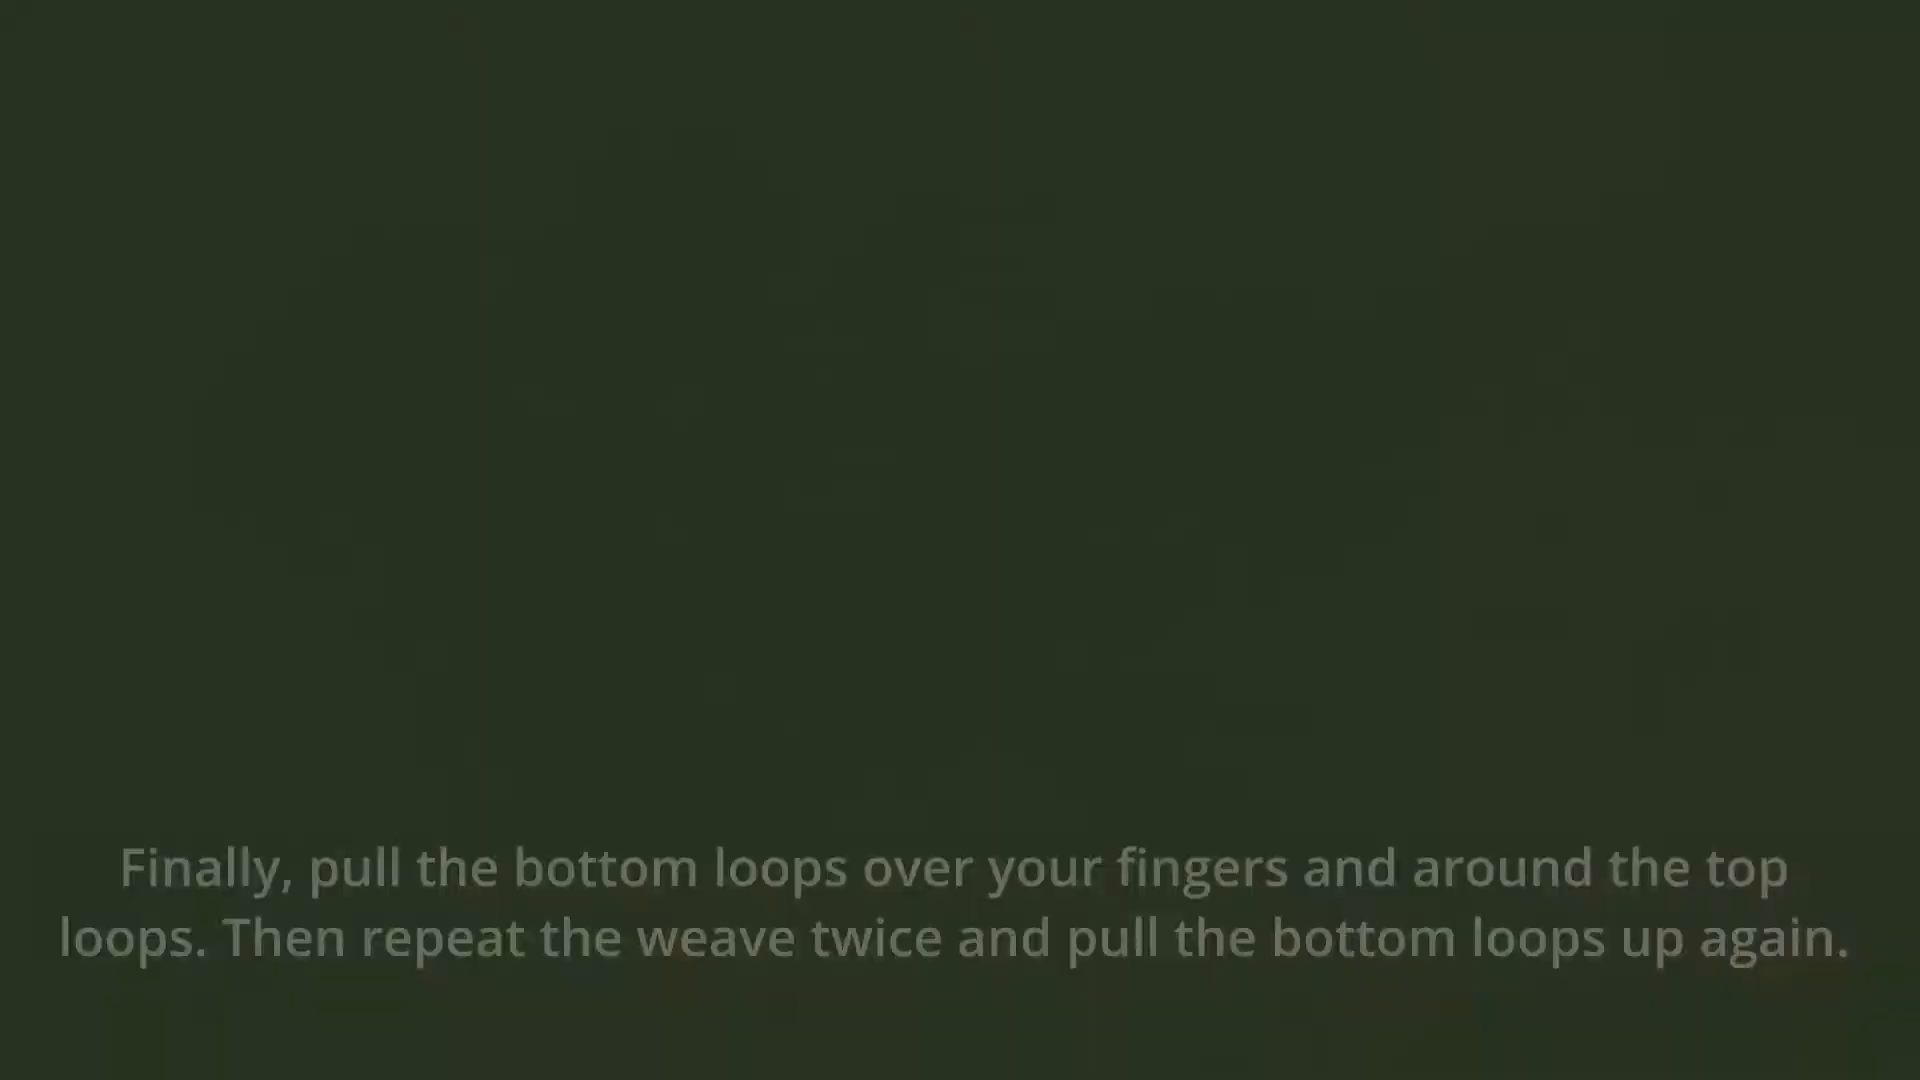 Finally, pull the bottom loops over your fingers and around the top
loops. Then repeat the weave twice and pull the bottom loops up again.